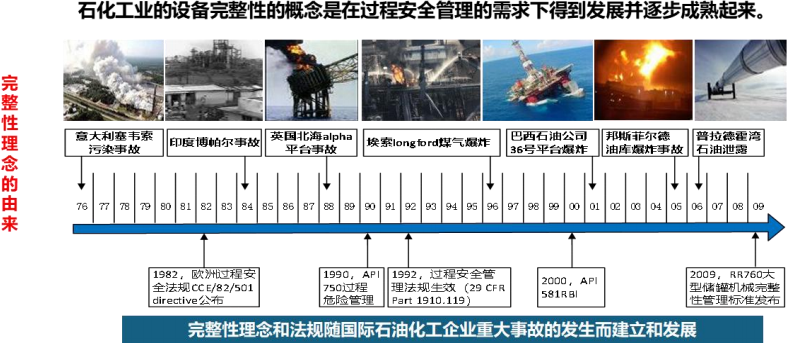 石化工业的设备完整性的概念是在过程安全管理的需求下得到发展并逐步成熟起来。
完整性理念的由来
意大利塞韦索
污染事故
印度博帕尔事故
英国北海alpha
平台事故
埃索longford煤气爆炸
巴西石油公司
36号平台爆炸
邦斯菲尔德
油库爆炸事故
普拉德霍湾
石油泄露
76 77 78 79 80 81 82 83 84 85 86 87 88 89 90 91 92 93 94 95 96 97 98 99 00 01 02 03 04 05 06 07 08 09
1982，欧洲过程安
全法规CCE/82/501
directive公布
1990，API
750过程
危险管理
1992，过程安全管
理法规生效（29 CFR
Part 1910.119）
2000，API
581RBI
2009，RR760大
型储罐机械完整
性管理标准发布
完整性理念和法规随国际石油化工企业重大事故的发生而建立和发展